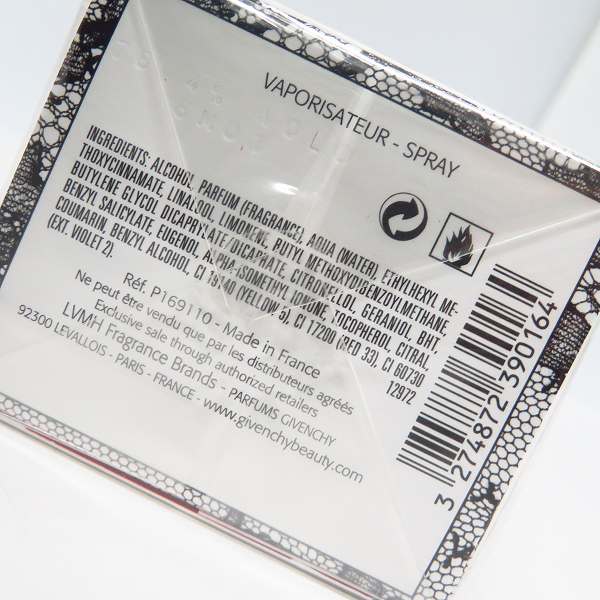 VAPORISATEUR - SPRAY
INGREDIENTS: ALCOHOL, PARFUM (FRAGRANCE), AQUA (WATER), ETHYLHEXYL ME-
THOXYCINNAMATE, LINALOOL, LIMONENE, BUTYL METHOXYDIBENZOYLMETHANE,
BUTYLENE GLYCOL DICAPRYLATE/DICAPRATE, CITRONELLOL, GERANIOL, BHT,
BENZYL SALICYLATE, EUGENOL, ALPHA-ISOMETHYL IONONE, TOCOPHEROL, CITRAL,
COUMARIN, BENZYL ALCOHOL, CI 19140 (YELLOW 5), CI 17200 (RED 33), CI 60730
(EXT. VIOLET 2).
12972
Réf. P169110 - Made in France
Ne peut être vendu que par les distributeurs agréés
Exclusive sale through authorized retailers
LVMH Fragrance Brands - PARFUMS GIVENCHY
92300 LEVALLOIS - PARIS - FRANCE - www.givenchybeauty.com
3 274872 390164